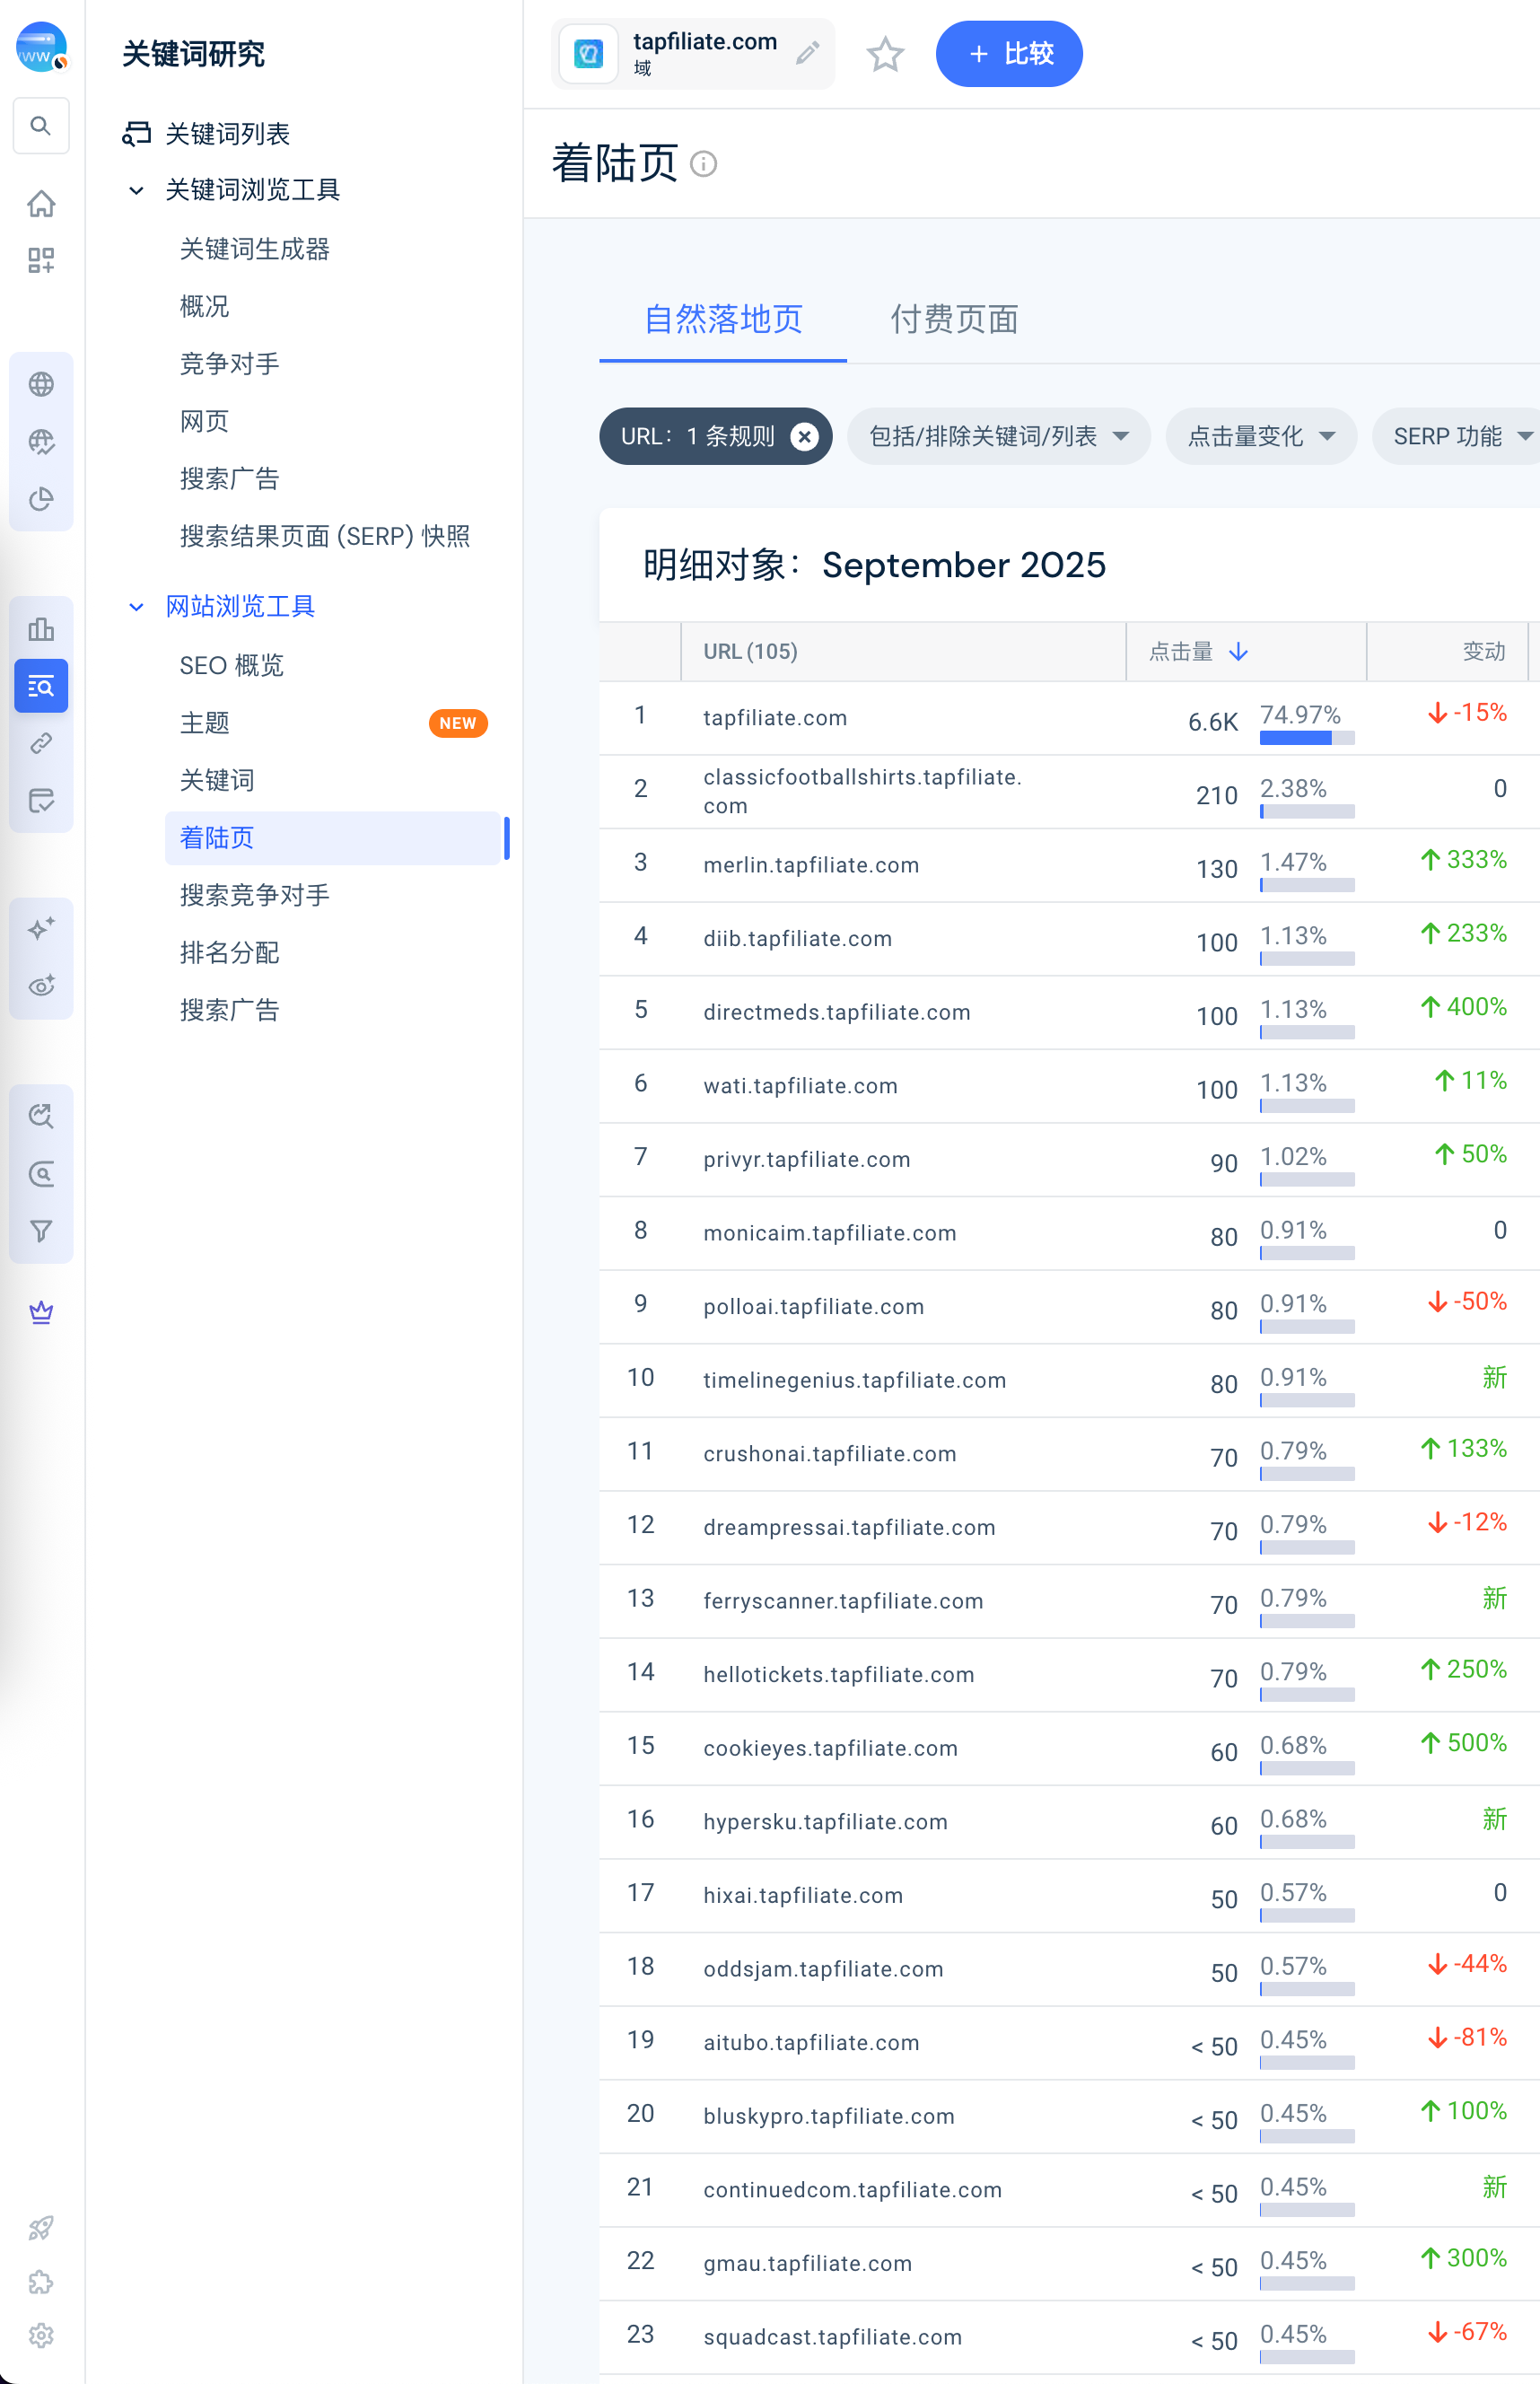 WW
关键词研究
关键词列表
关键词浏览工具
关键词生成器
概况
竞争对手
网页
搜索广告
搜索结果页面 (SERP) 快照
网站浏览工具
SEO 概览
主题 NEW
关键词
着陆页
搜索竞争对手
排名分配
搜索广告
tapfiliate.com
域
+ 比较
着陆页
自然落地页 付费页面
URL：1 条规则 包括/排除关键词/列表 点击量变化 SERP 功能
明细对象：September 2025
URL (105) 点击量 变动
1 tapfiliate.com 6.6K 74.97% -15%
2 classicfootballshirts.tapfiliate.
com 210 2.38% 0
3 merlin.tapfiliate.com 130 1.47% 333%
4 diib.tapfiliate.com 100 1.13% 233%
5 directmeds.tapfiliate.com 100 1.13% 400%
6 wati.tapfiliate.com 100 1.13% 11%
7 privyr.tapfiliate.com 90 1.02% 50%
8 monicaim.tapfiliate.com 80 0.91% 0
9 polloai.tapfiliate.com 80 0.91% -50%
10 timelinegenius.tapfiliate.com 80 0.91% 新
11 crushonai.tapfiliate.com 70 0.79% 133%
12 dreampressai.tapfiliate.com 70 0.79% -12%
13 ferryscanner.tapfiliate.com 70 0.79% 新
14 hellotickets.tapfiliate.com 70 0.79% 250%
15 cookieyes.tapfiliate.com 60 0.68% 500%
16 hypersku.tapfiliate.com 60 0.68% 新
17 hixai.tapfiliate.com 50 0.57% 0
18 oddsjam.tapfiliate.com 50 0.57% -44%
19 aitubo.tapfiliate.com < 50 0.45% -81%
20 bluskypro.tapfiliate.com < 50 0.45% 100%
21 continuedcom.tapfiliate.com < 50 0.45% 新
22 gmau.tapfiliate.com < 50 0.45% 300%
23 squadcast.tapfiliate.com < 50 0.45% -67%